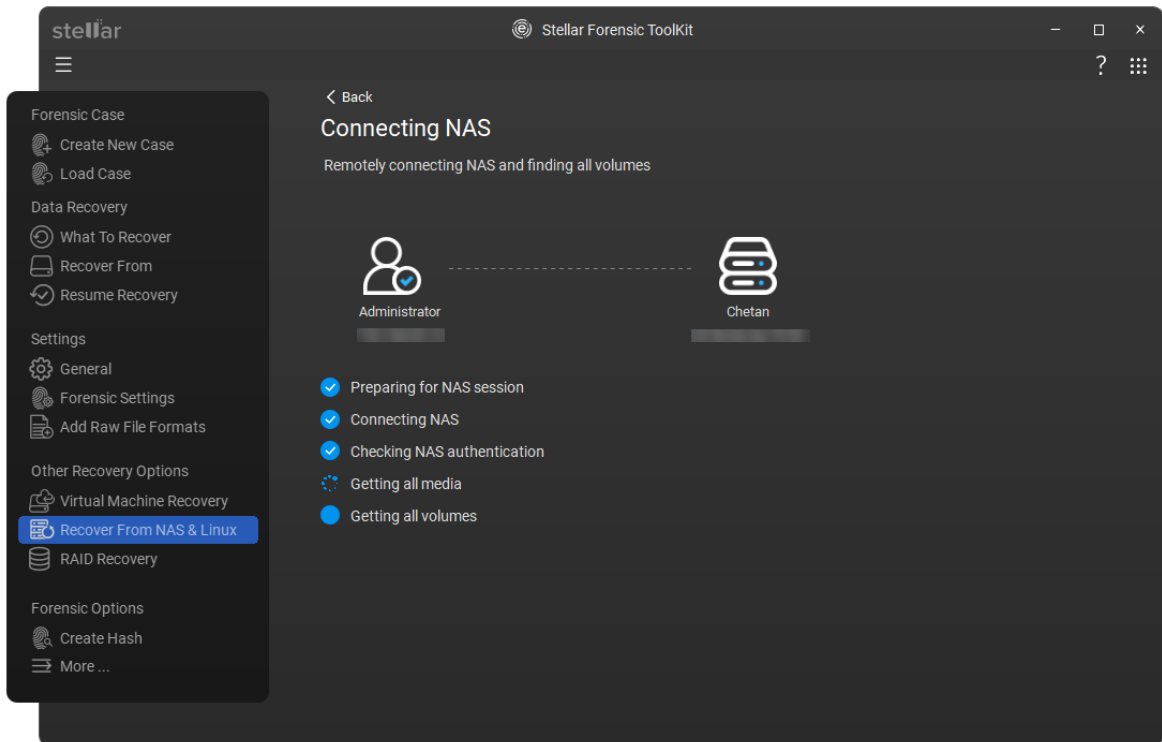 stellar
Stellar Forensic ToolKit
?
Forensic Case
Create New Case
Load Case
Data Recovery
What To Recover
Recover From
Resume Recovery
Settings
General
Forensic Settings
Add Raw File Formats
Other Recovery Options
Virtual Machine Recovery
Recover From NAS & Linux
RAID Recovery
Forensic Options
Create Hash
More ...
Back
Connecting NAS
Remotely connecting NAS and finding all volumes
Administrator
Chetan
Preparing for NAS session
Connecting NAS
Checking NAS authentication
Getting all media
Getting all volumes